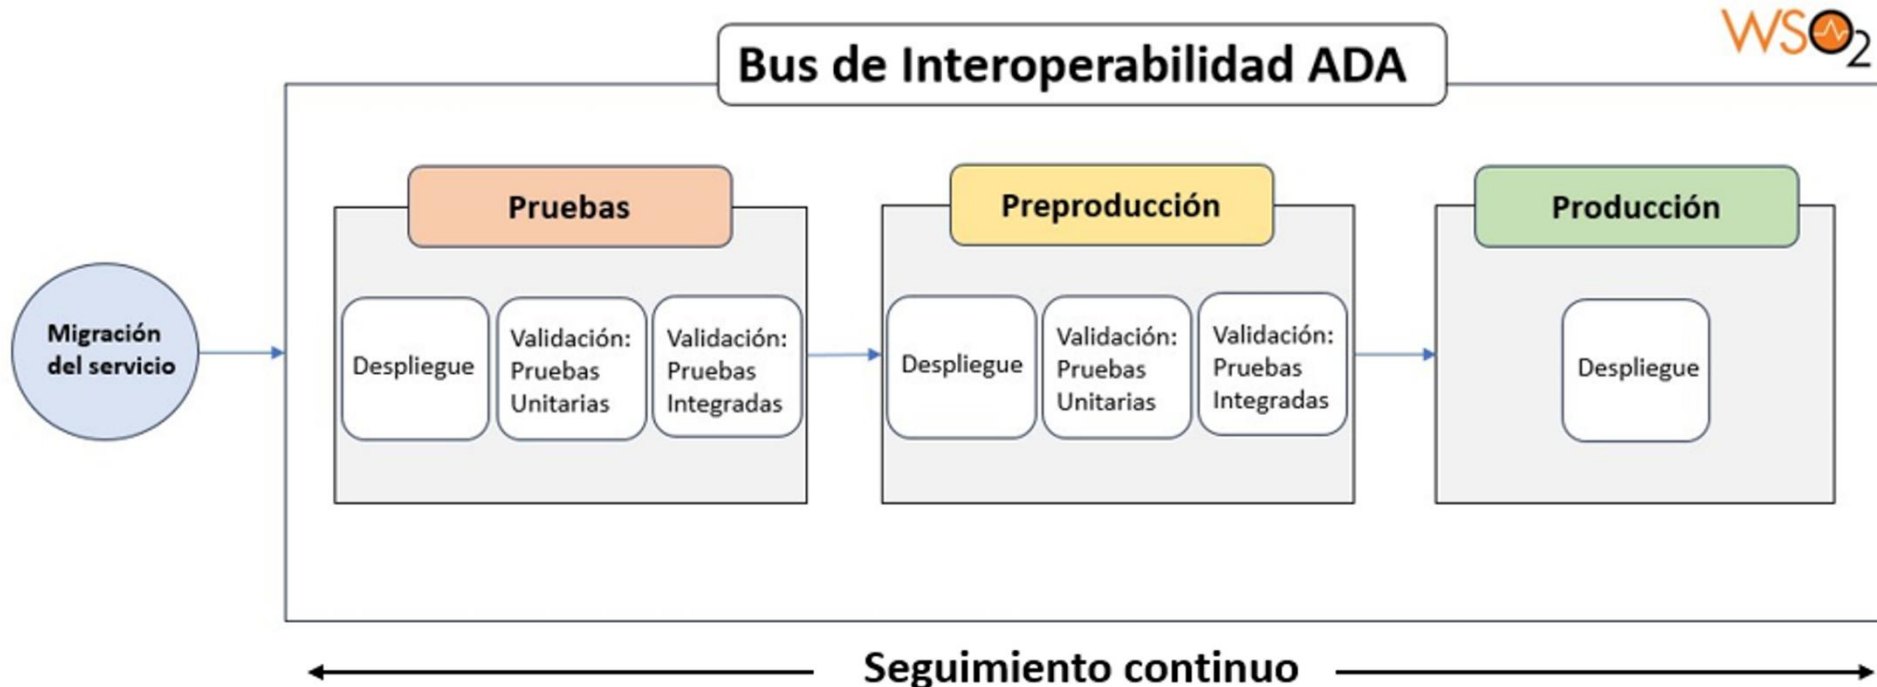 WSO2
Bus de Interoperabilidad ADA
Pruebas
Preproducción
Producción
Migración
del servicio
Despliegue
Validación:
Pruebas
Unitarias
Validación:
Pruebas
Integradas
Despliegue
Validación:
Pruebas
Unitarias
Validación:
Pruebas
Integradas
Despliegue
Seguimiento continuo